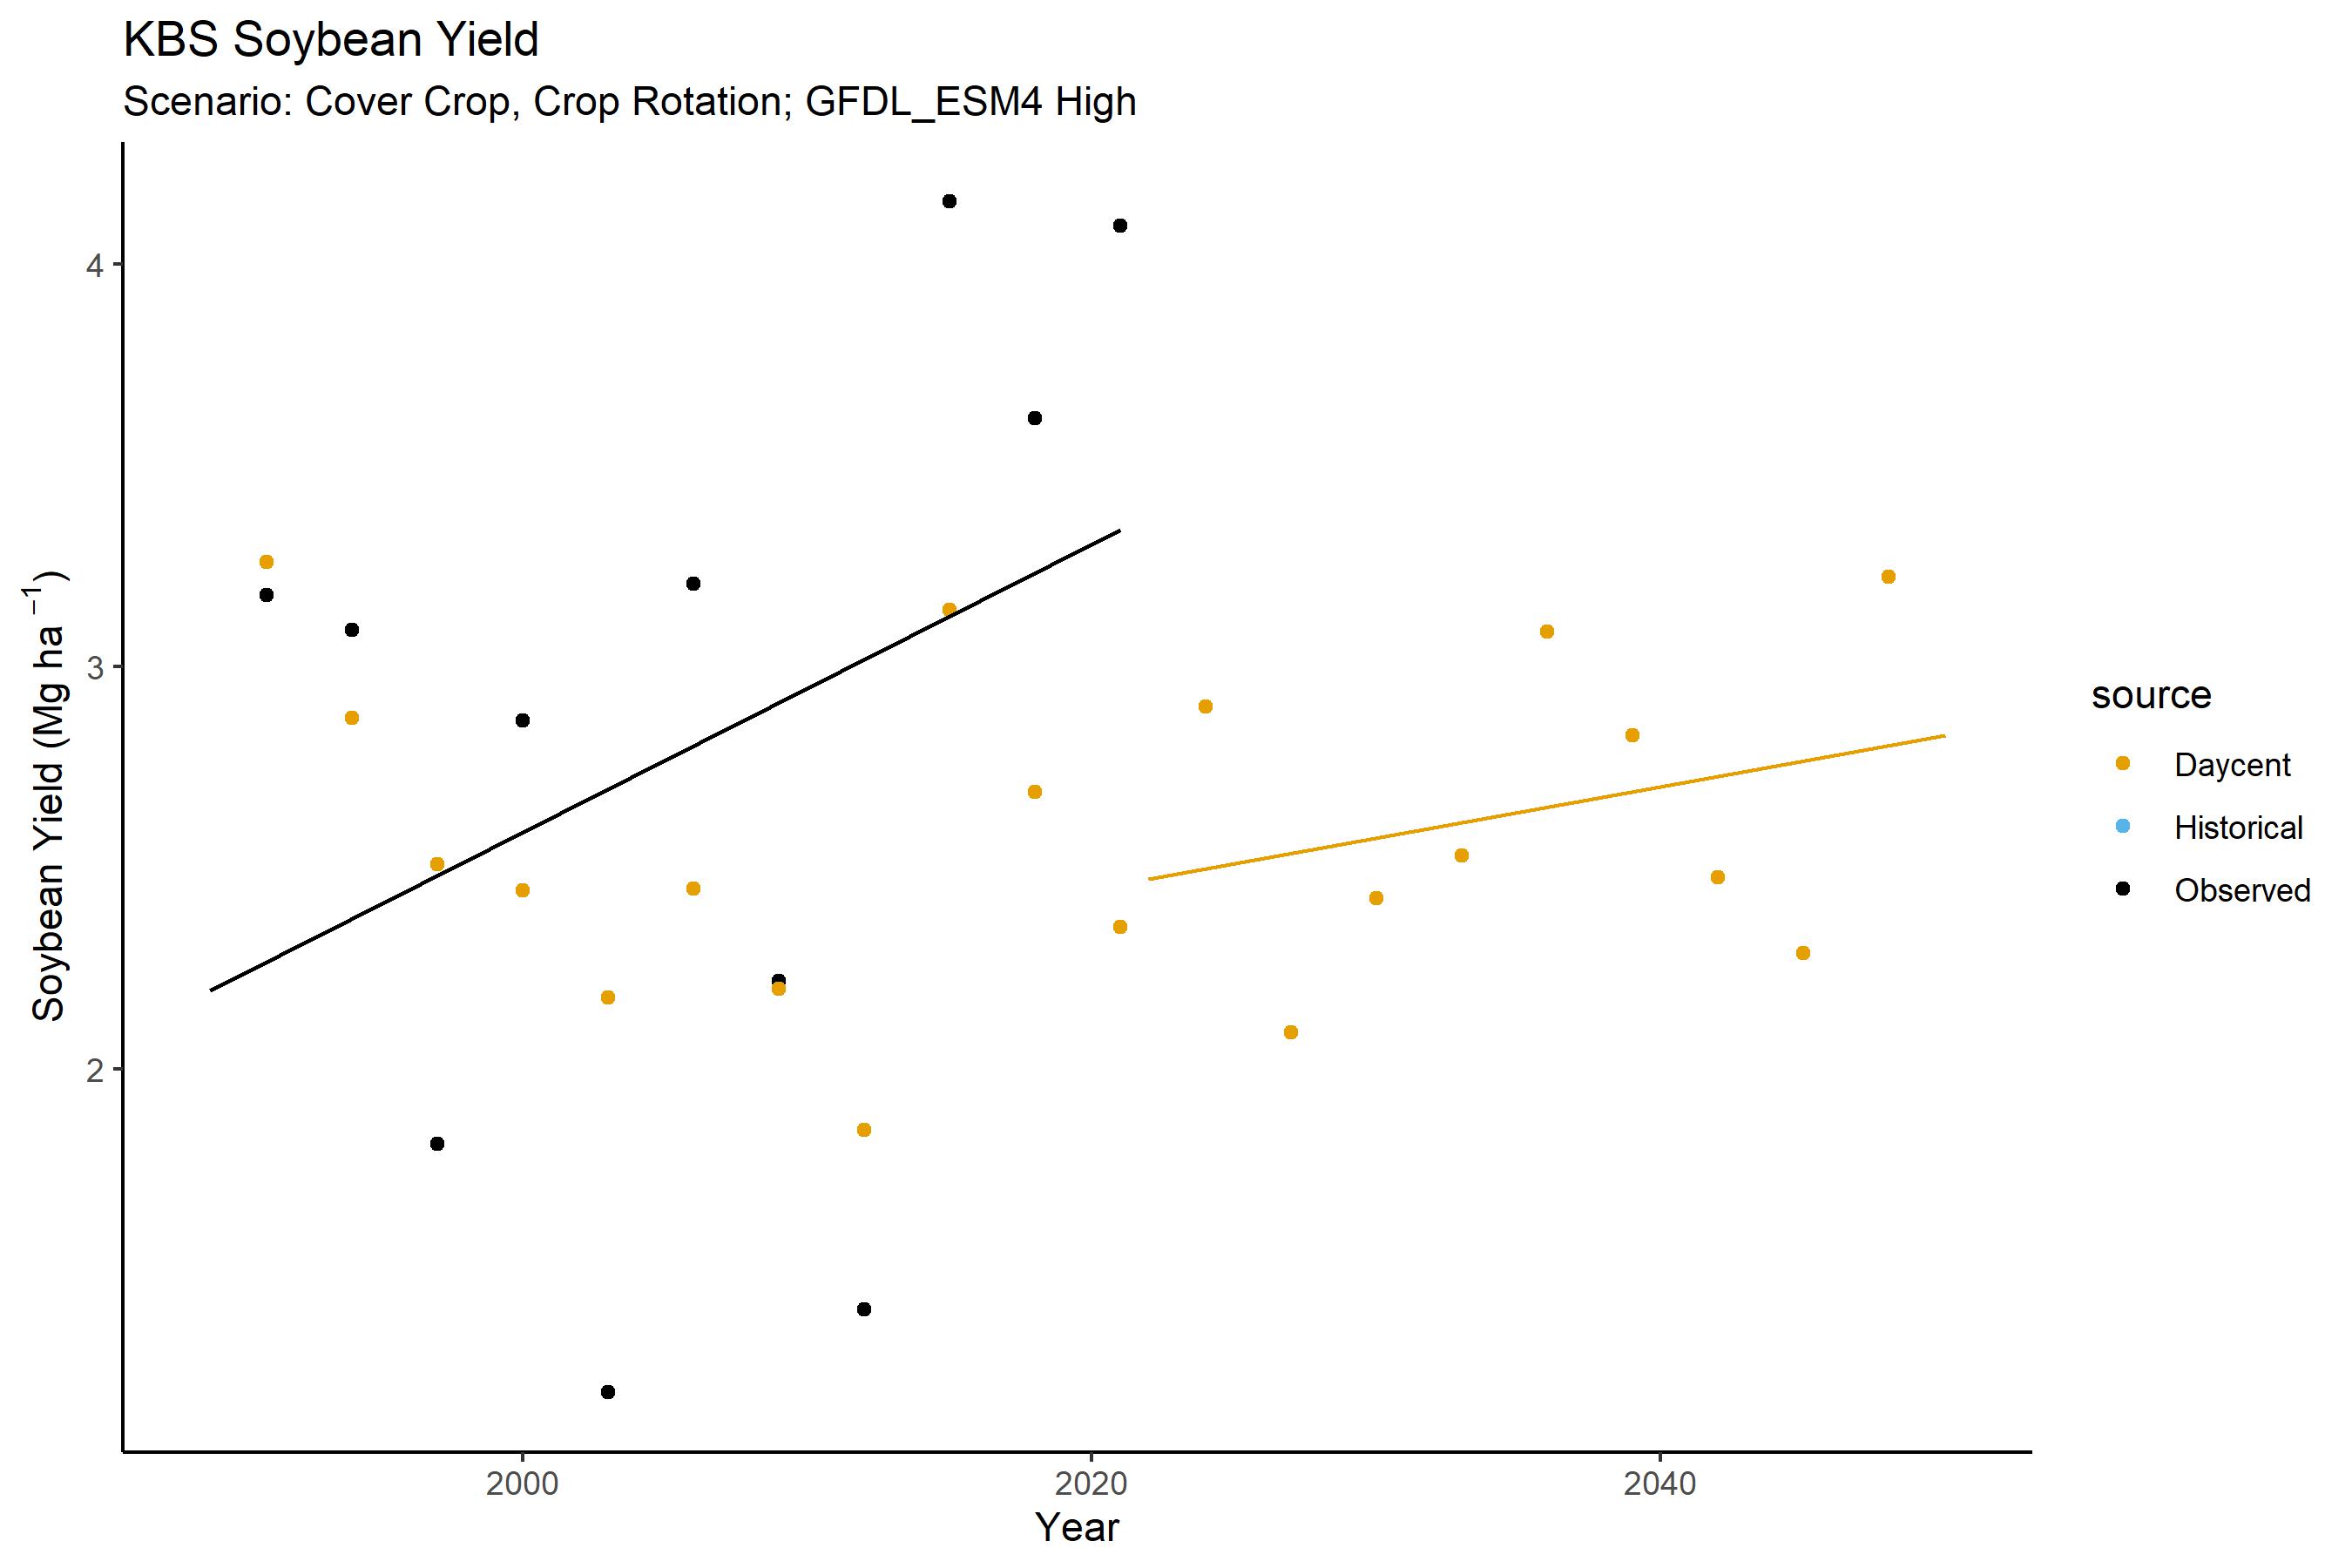 KBS Soybean Yield
Scenario: Cover Crop, Crop Rotation; GFDL_ESM4 High
Soybean Yield (Mg ha⁻¹)
4
3
2
2000
2020
2040
Year
source
Daycent
Historical
Observed